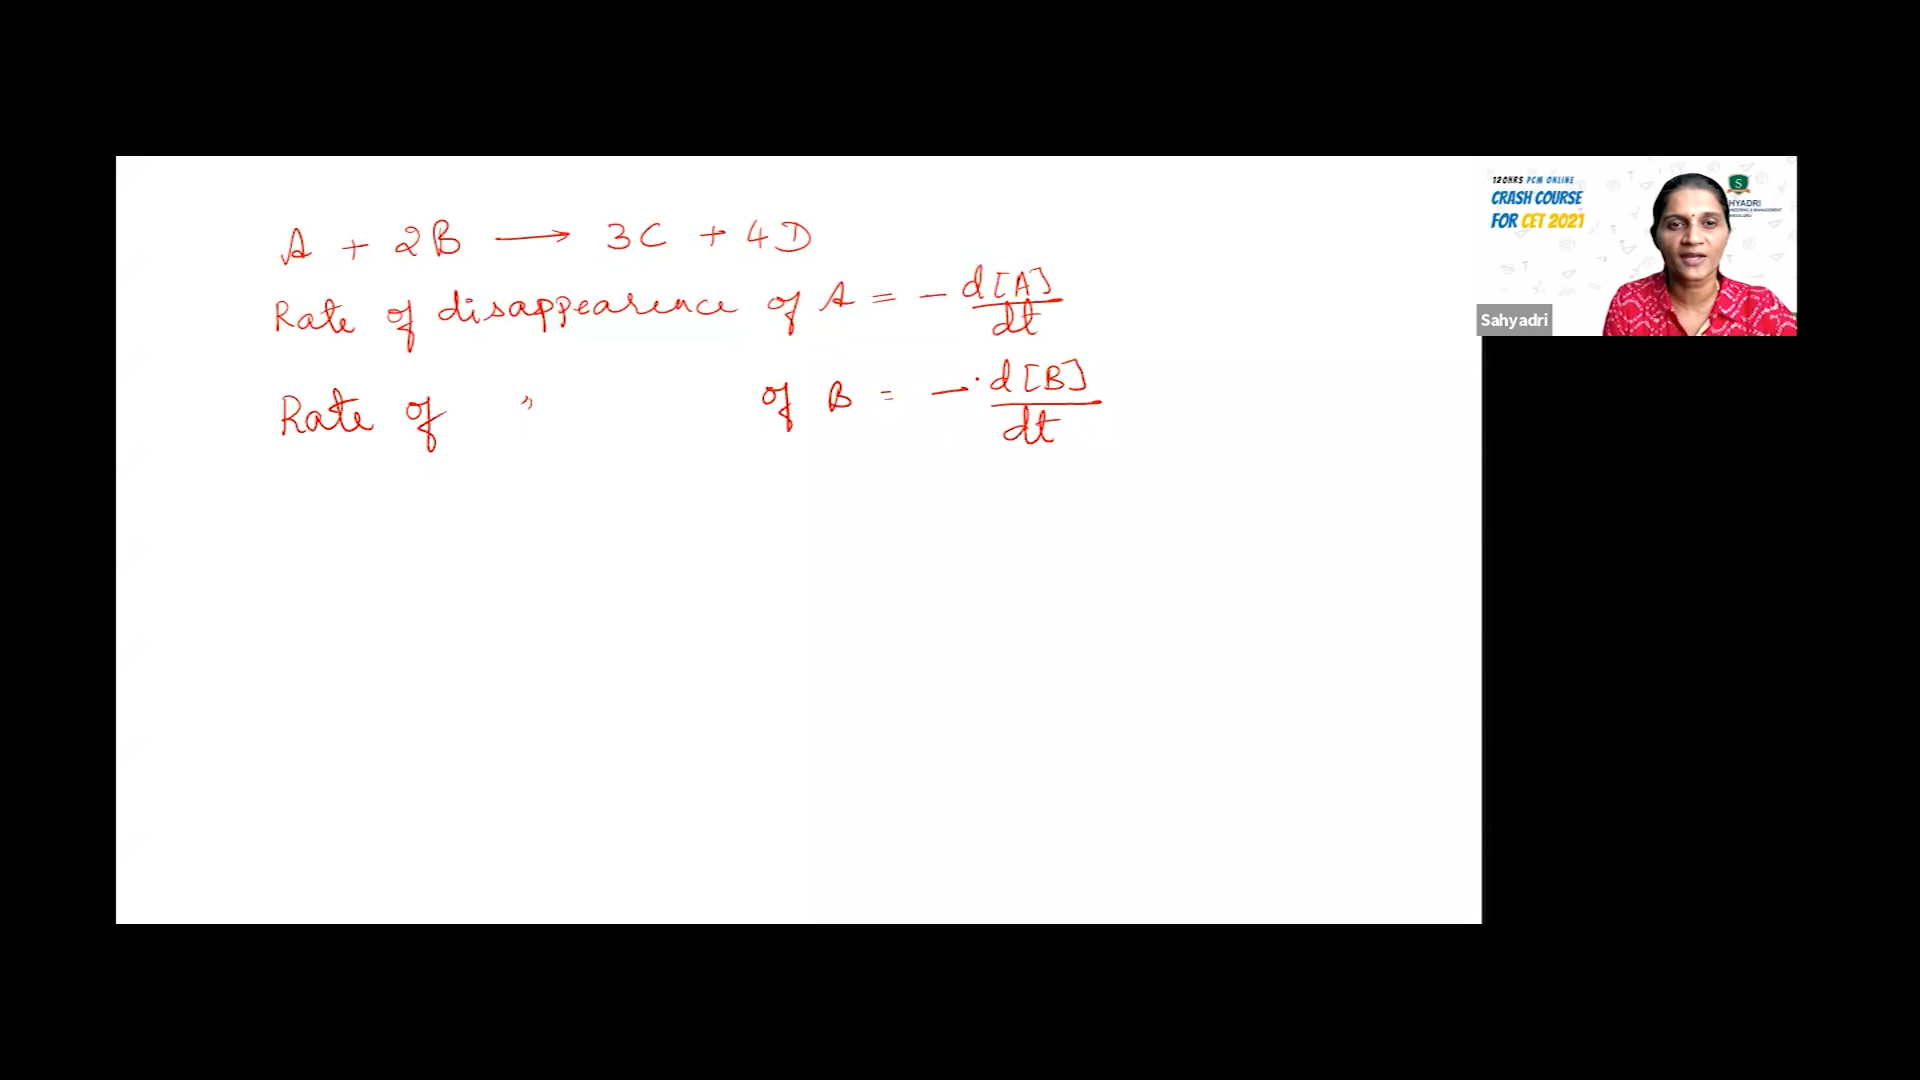 A + 2B ⟶ 3C + 4D
Rate of disappearence of A = - d[A]/dt
Rate of " of B = - d[B]/dt
120HRS PCM ONLINE
CRASH COURSE
FOR CET 2021
S
HYADRI
Sahyadri